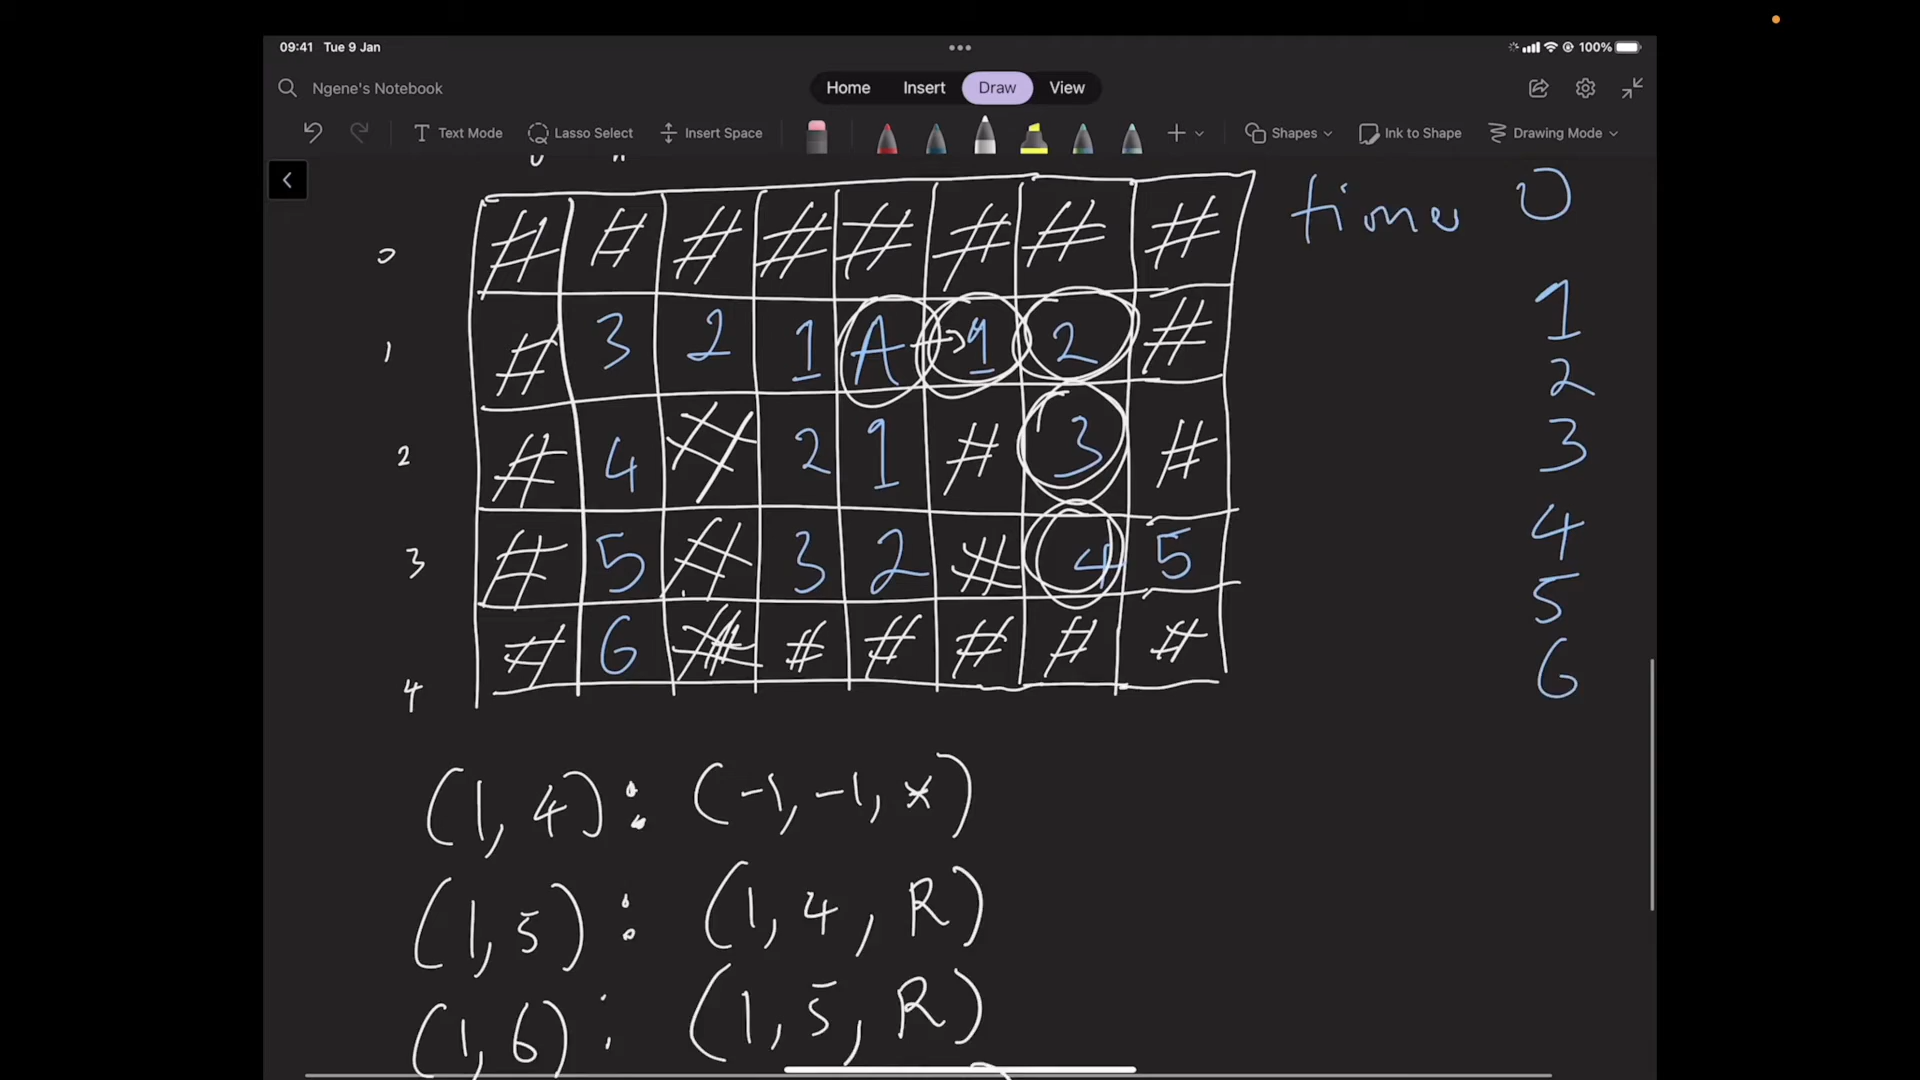 09:41 Tue 9 Jan 100%
Ngene's Notebook Home Insert Draw View
Text Mode Lasso Select Insert Space Shapes Ink to Shape Drawing Mode
time 0
0 # # # # # # # #
1 # 3 2 1 A 1 2 #
1
2
2 # 4 # 2 1 # 3 #
3
3 # 5 # 3 2 # 4 5
4
5
4 # 6 # # # # # #
6
(1, 4) : (-1, -1, x)
(1, 5) : (1, 4, R)
(1, 6) : (1, 5, R)